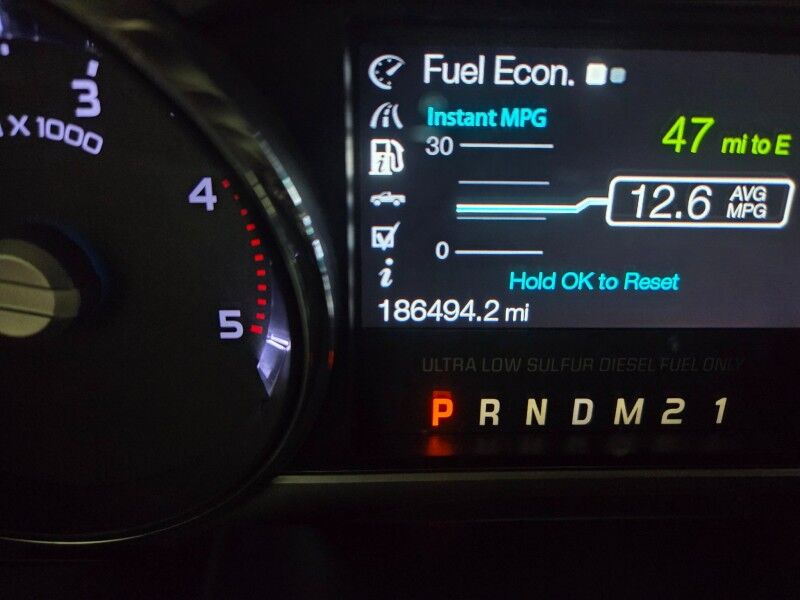 3
X 1000
4
5
Fuel Econ.
Instant MPG
47 mi to E
30
12.6 AVG MPG
0
Hold OK to Reset
186494.2 mi
ULTRA LOW SULFUR DIESEL FUEL ONLY
P R N D M 2 1